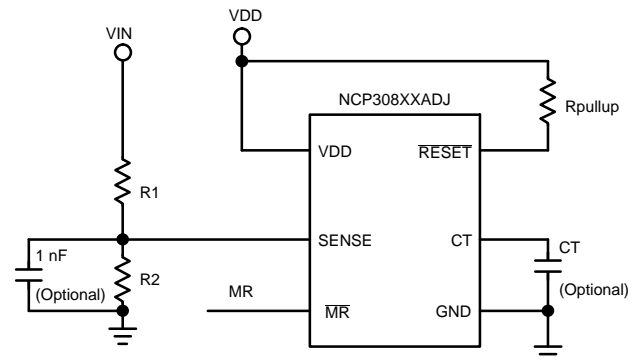 VDD
VIN
NCP308XXADJ
Rpullup
VDD
RESET
R1
1 nF
SENSE
CT
CT
R2
(Optional)
(Optional)
MR
MR
GND